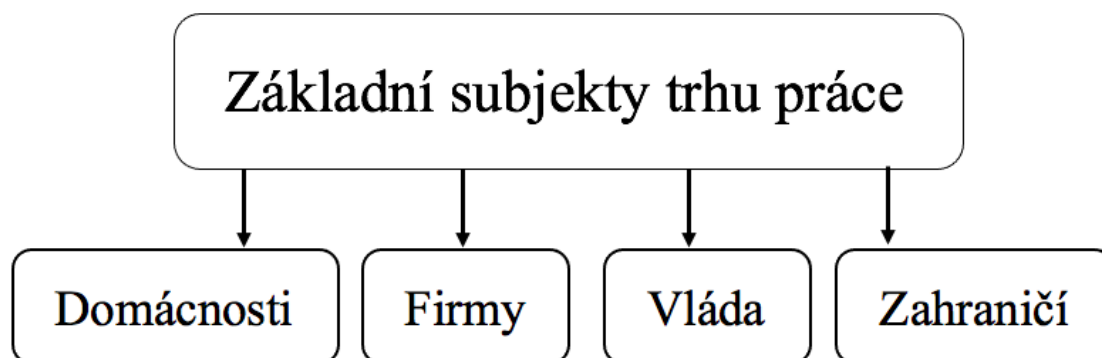 Základní subjekty trhu práce
Domácnosti
Firmy
Vláda
Zahraničí